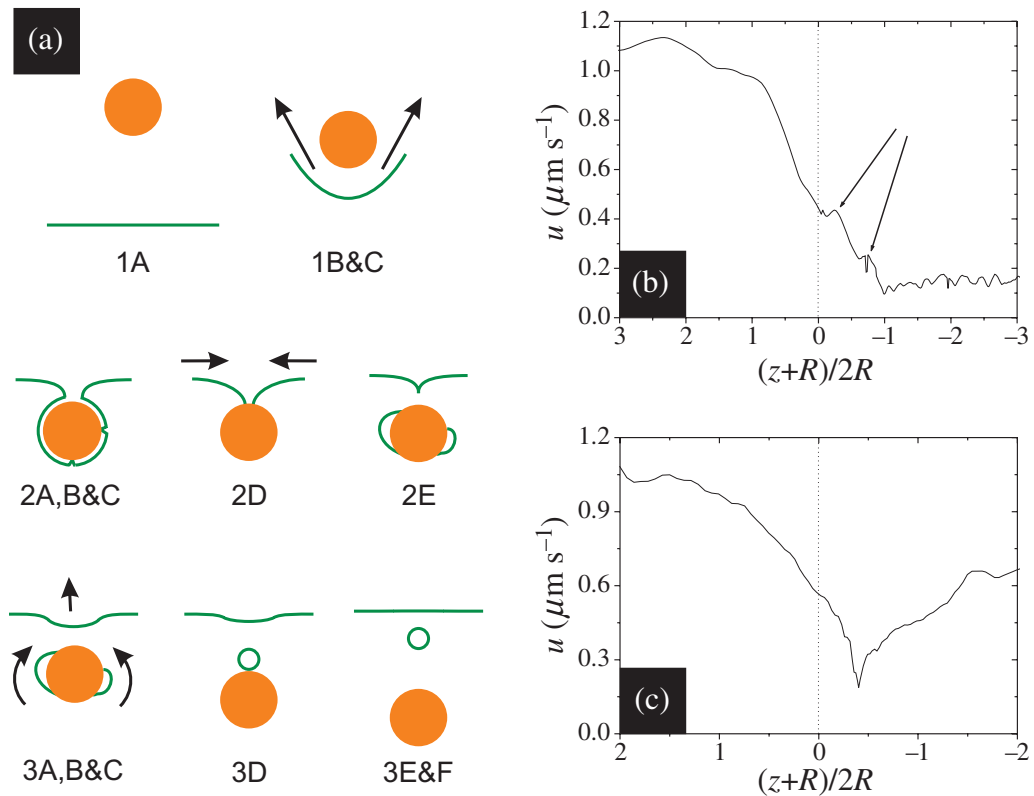 (a)
1A
1B&C
2A,B&C
2D
2E
3A,B&C
3D
3E&F
1.2
1.0
0.8
0.6
0.4
0.2
0.0
u (μm s⁻¹)
(b)
3 2 1 0 −1 −2 −3
(z+R)/2R
1.2
0.9
0.6
0.3
0.0
u (μm s⁻¹)
(c)
2 1 0 −1 −2
(z+R)/2R